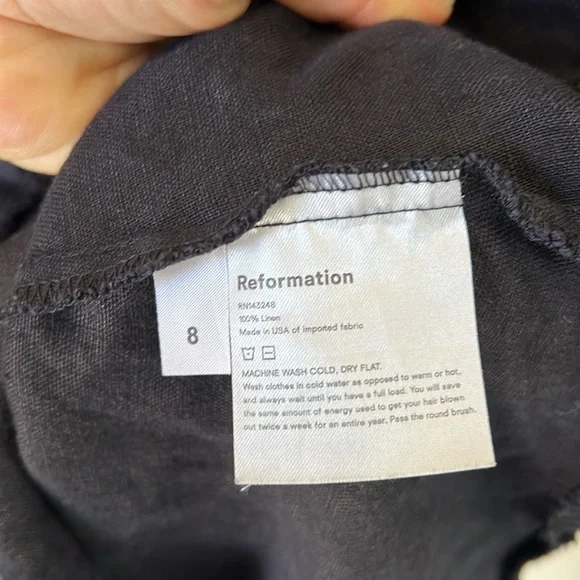 8
Reformation
RN143248
100% Linen
Made in USA of imported fabric
MACHINE WASH COLD, DRY FLAT.
Wash clothes in cold water as opposed to warm or hot,
and always wait until you have a full load. You will save
the same amount of energy used to get your hair blown
out twice a week for an entire year. Pass the round brush.